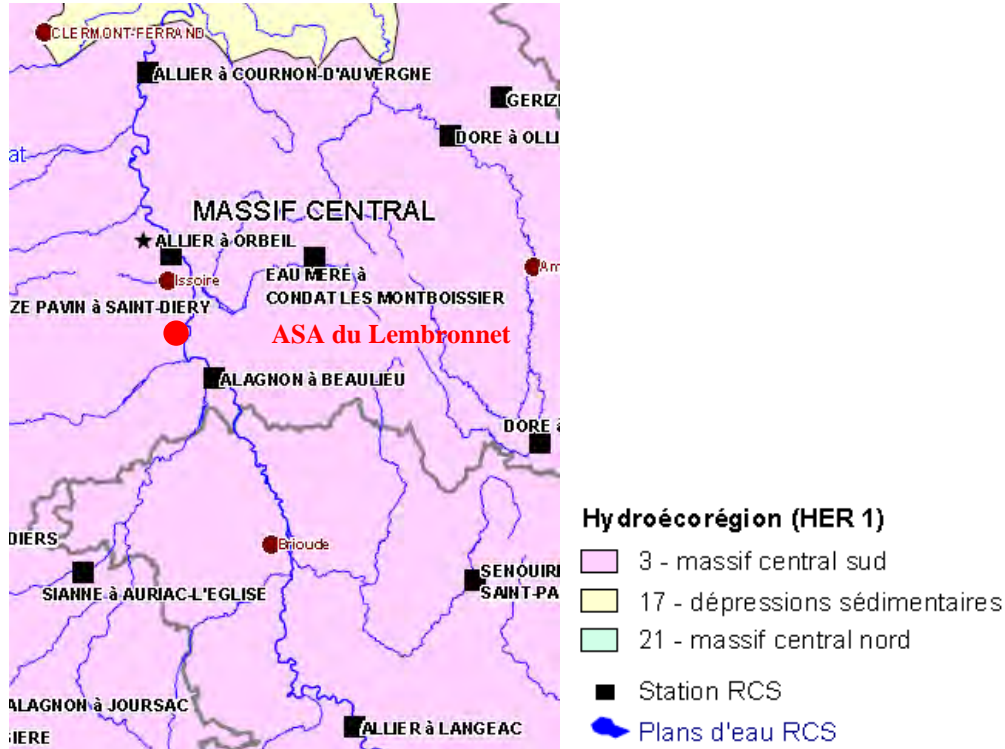 CLERMONT-FERRAND
ALLIER à COURNON-D'AUVERGNE
GERIZ
DORE à OLLI
at
MASSIF CENTRAL
ALLIER à ORBEIL
Issoire
EAU MERE à
CONDAT LES MONTBOISSIER
Am
ZE PAVIN à SAINT-DIERY
ASA du Lembronnet
ALAGNON à BEAULIEU
DORE à
Brioude
DIERS
SIANNE à AURIAC-L'EGLISE
SENOUIR
SAINT-PA
ALAGNON à JOURSAC
SIERE
ALLIER à LANGEAC
Hydroécorégion (HER 1)
3 - massif central sud
17 - dépressions sédimentaires
21 - massif central nord
Station RCS
Plans d'eau RCS